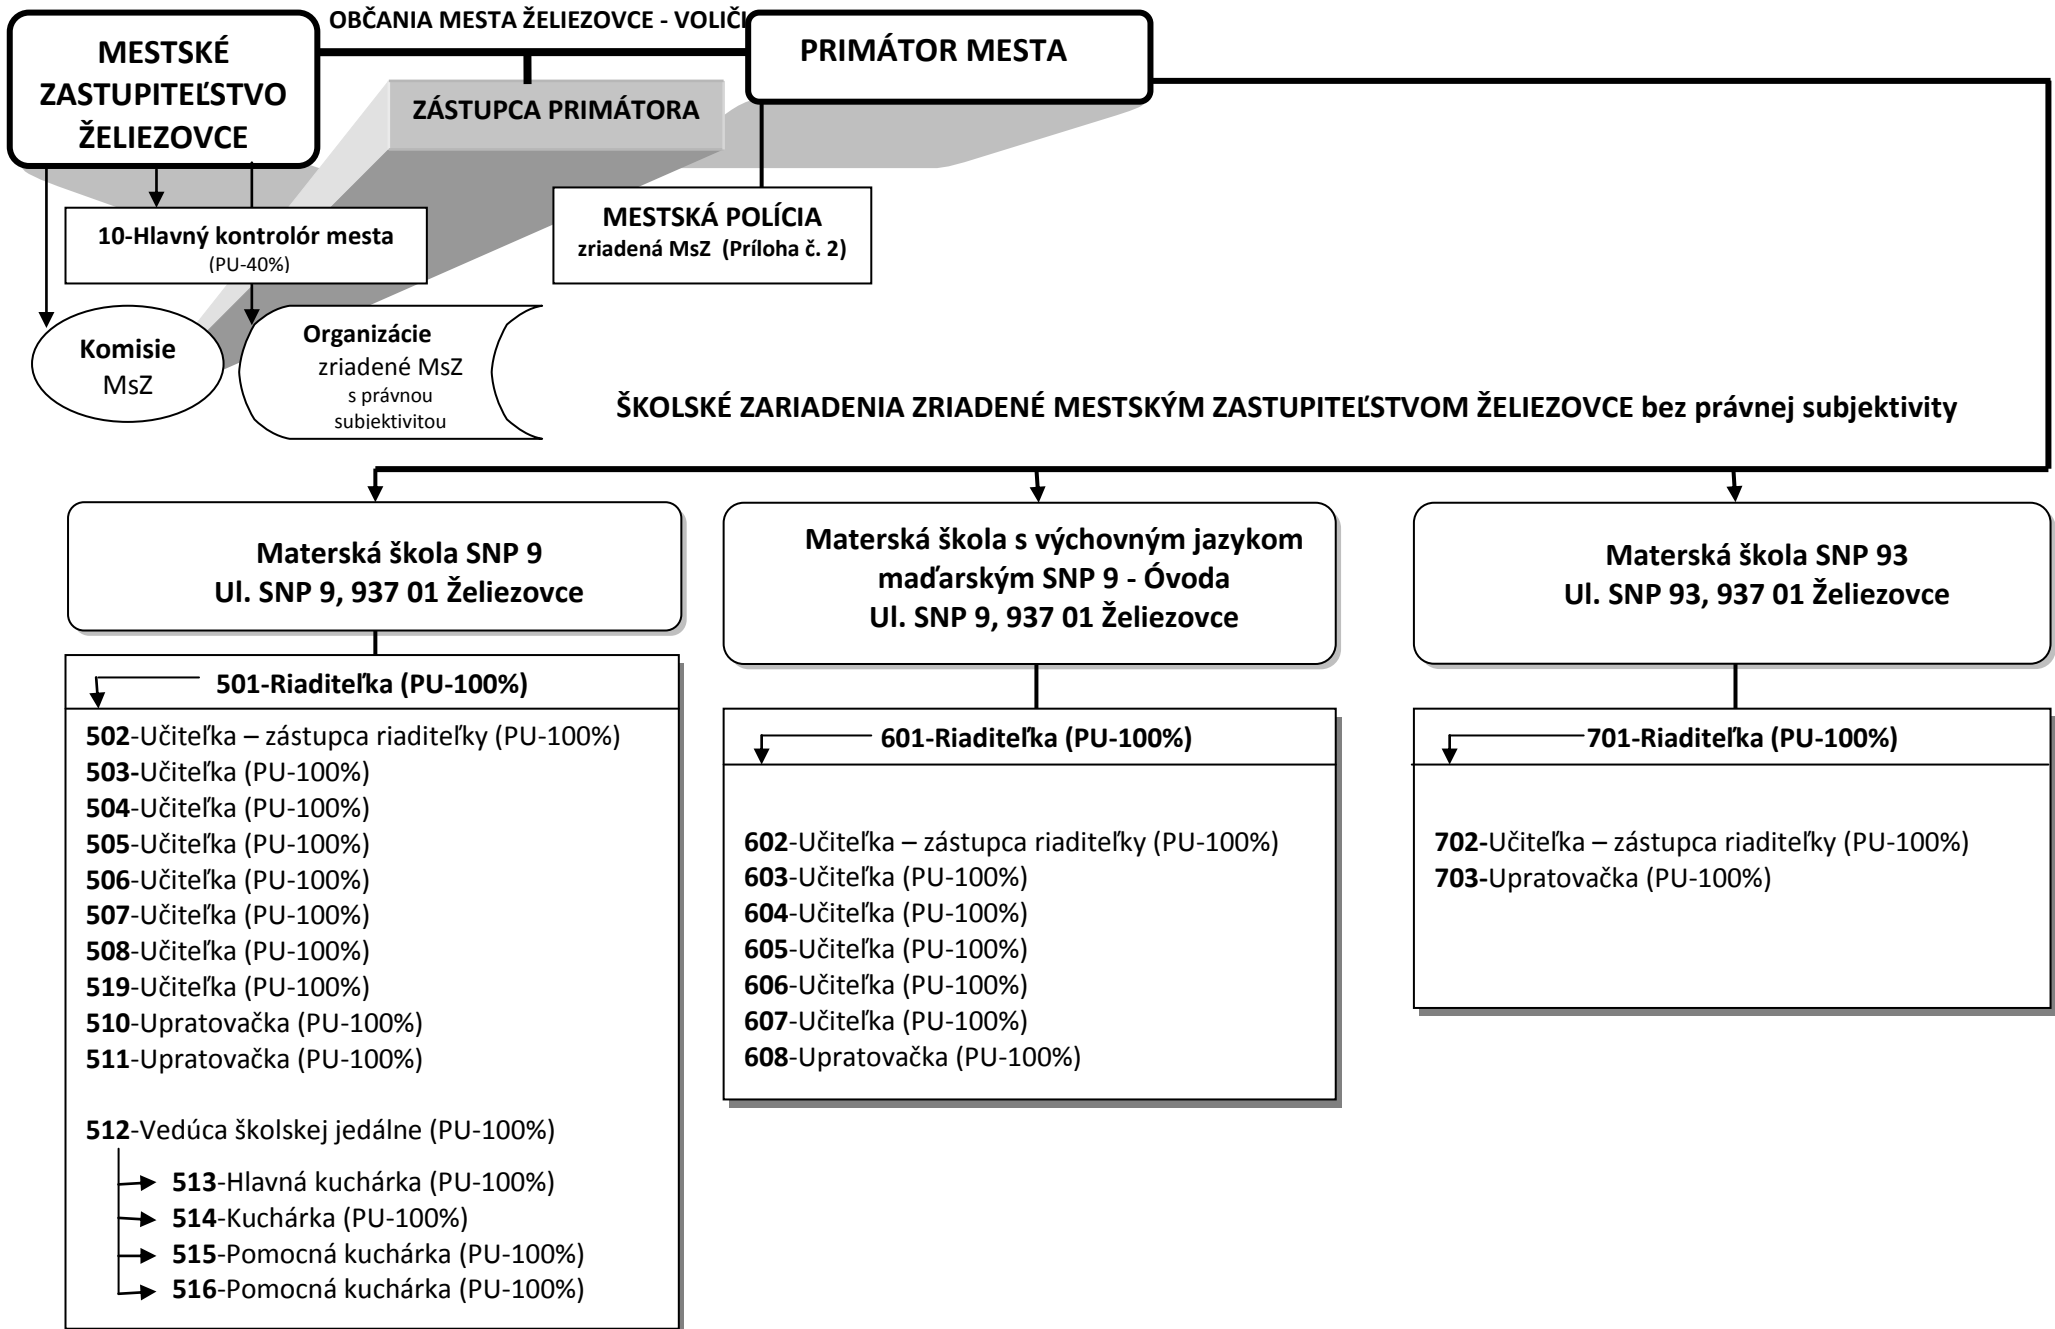 OBČANIA MESTA ŽELIEZOVCE - VOLIČI
MESTSKÉ
ZASTUPITEĽSTVO
ŽELIEZOVCE
PRIMÁTOR MESTA
ZÁSTUPCA PRIMÁTORA
10-Hlavný kontrolór mesta
(PU-40%)
MESTSKÁ POLÍCIA
zriadená MsZ (Príloha č. 2)
Komisie
MsZ
Organizácie
zriadené MsZ
s právnou
subjektivitou
ŠKOLSKÉ ZARIADENIA ZRIADENÉ MESTSKÝM ZASTUPITEĽSTVOM ŽELIEZOVCE bez právnej subjektivity
Materská škola SNP 9
Ul. SNP 9, 937 01 Želiezovce
501-Riaditeľka (PU-100%)
502-Učiteľka – zástupca riaditeľky (PU-100%)
503-Učiteľka (PU-100%)
504-Učiteľka (PU-100%)
505-Učiteľka (PU-100%)
506-Učiteľka (PU-100%)
507-Učiteľka (PU-100%)
508-Učiteľka (PU-100%)
519-Učiteľka (PU-100%)
510-Upratovačka (PU-100%)
511-Upratovačka (PU-100%)
512-Vedúca školskej jedálne (PU-100%)
513-Hlavná kuchárka (PU-100%)
514-Kuchárka (PU-100%)
515-Pomocná kuchárka (PU-100%)
516-Pomocná kuchárka (PU-100%)
Materská škola s výchovným jazykom
maďarským SNP 9 - Óvoda
Ul. SNP 9, 937 01 Želiezovce
601-Riaditeľka (PU-100%)
602-Učiteľka – zástupca riaditeľky (PU-100%)
603-Učiteľka (PU-100%)
604-Učiteľka (PU-100%)
605-Učiteľka (PU-100%)
606-Učiteľka (PU-100%)
607-Učiteľka (PU-100%)
608-Upratovačka (PU-100%)
Materská škola SNP 93
Ul. SNP 93, 937 01 Želiezovce
701-Riaditeľka (PU-100%)
702-Učiteľka – zástupca riaditeľky (PU-100%)
703-Upratovačka (PU-100%)